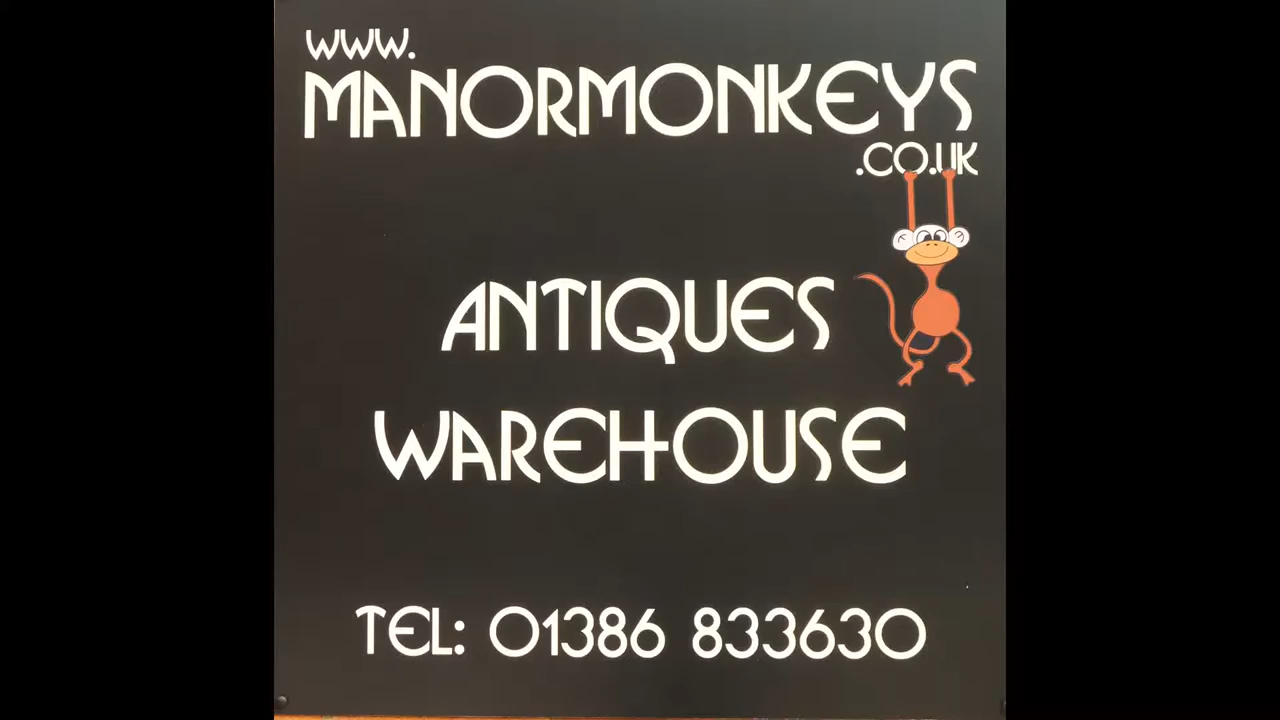 WWW.
MANORMONKEYS
.CO.UK
ANTIQUES
WAREHOUSE
TEL: 01386 833630